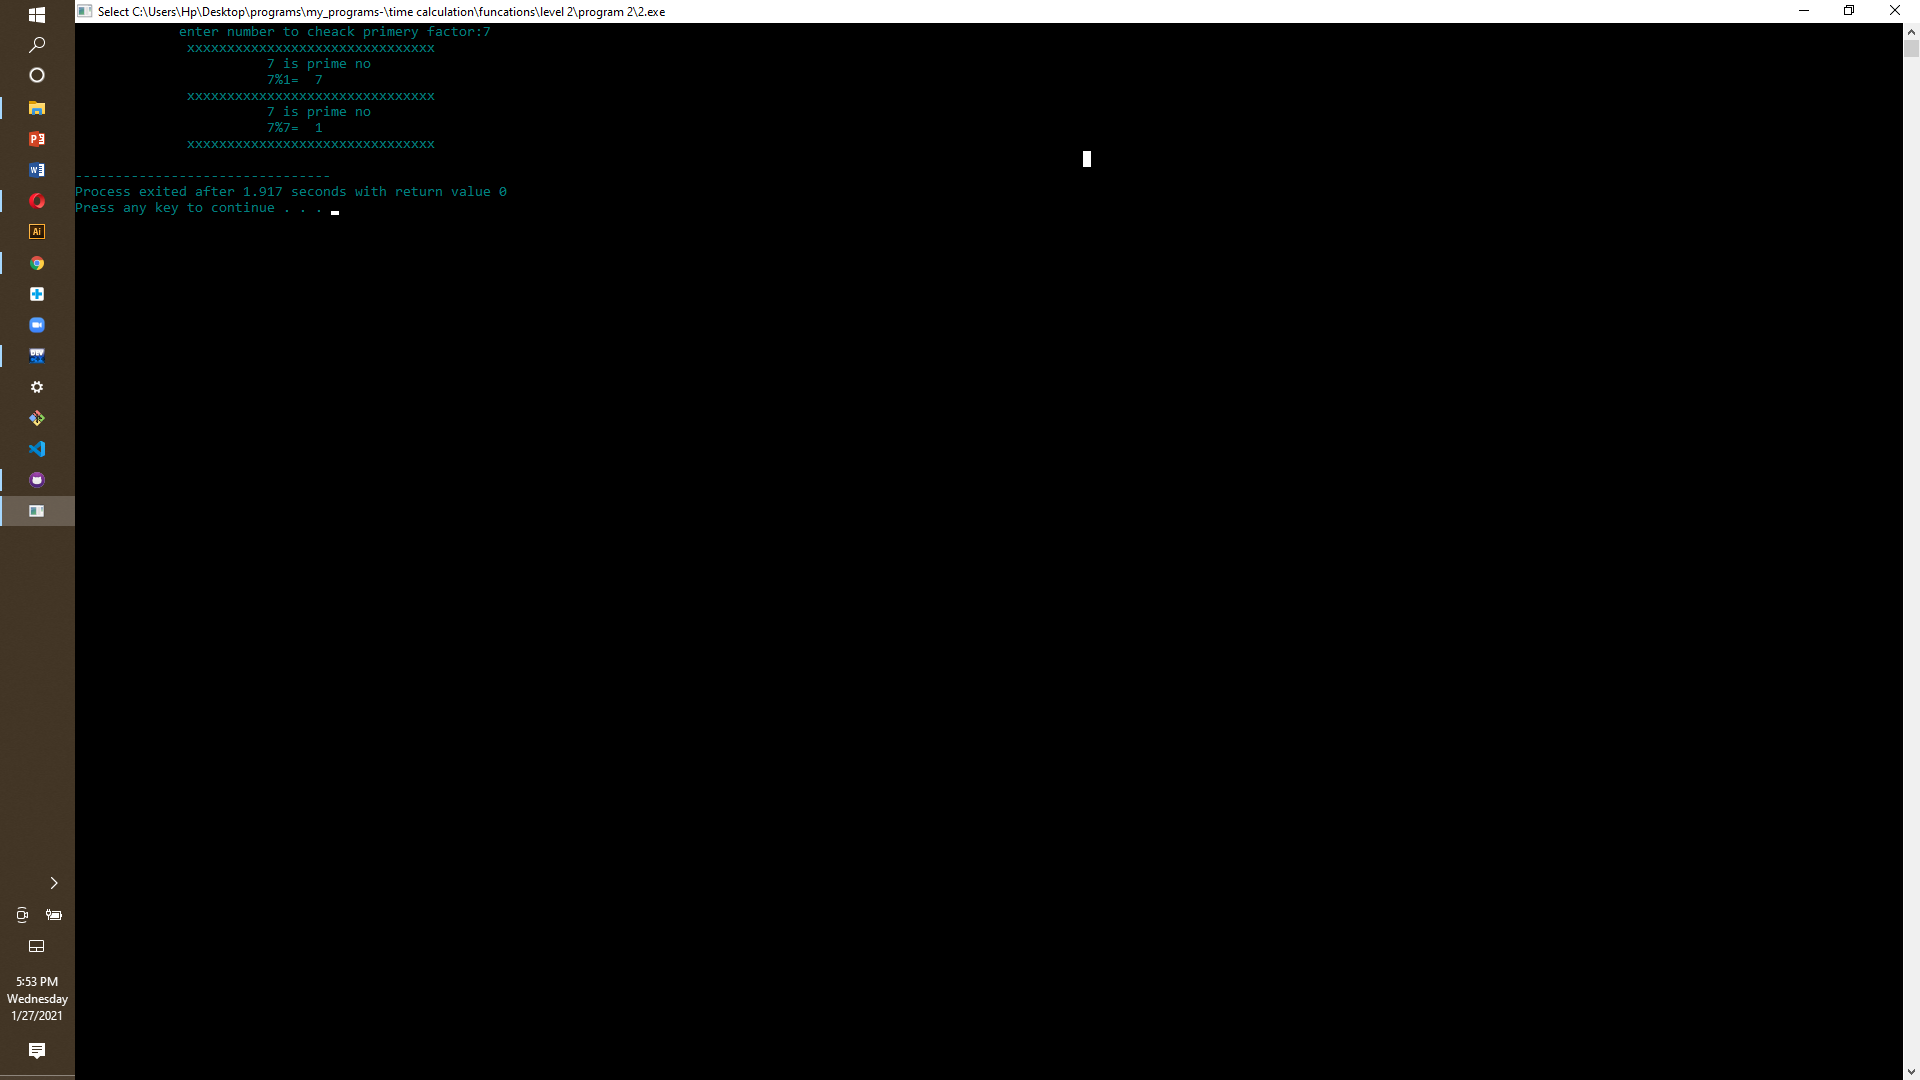 Select C:\Users\Hp\Desktop\programs\my_programs-\time calculation\funcations\level 2\program 2\2.exe
enter number to cheack primery factor:7
xxxxxxxxxxxxxxxxxxxxxxxxxxxxxxx
7 is prime no
7%1=  7
xxxxxxxxxxxxxxxxxxxxxxxxxxxxxxx
7 is prime no
7%7=  1
xxxxxxxxxxxxxxxxxxxxxxxxxxxxxxx
--------------------------------
Process exited after 1.917 seconds with return value 0
Press any key to continue . . .
P
W
Ai
DEV
5:53 PM
Wednesday
1/27/2021